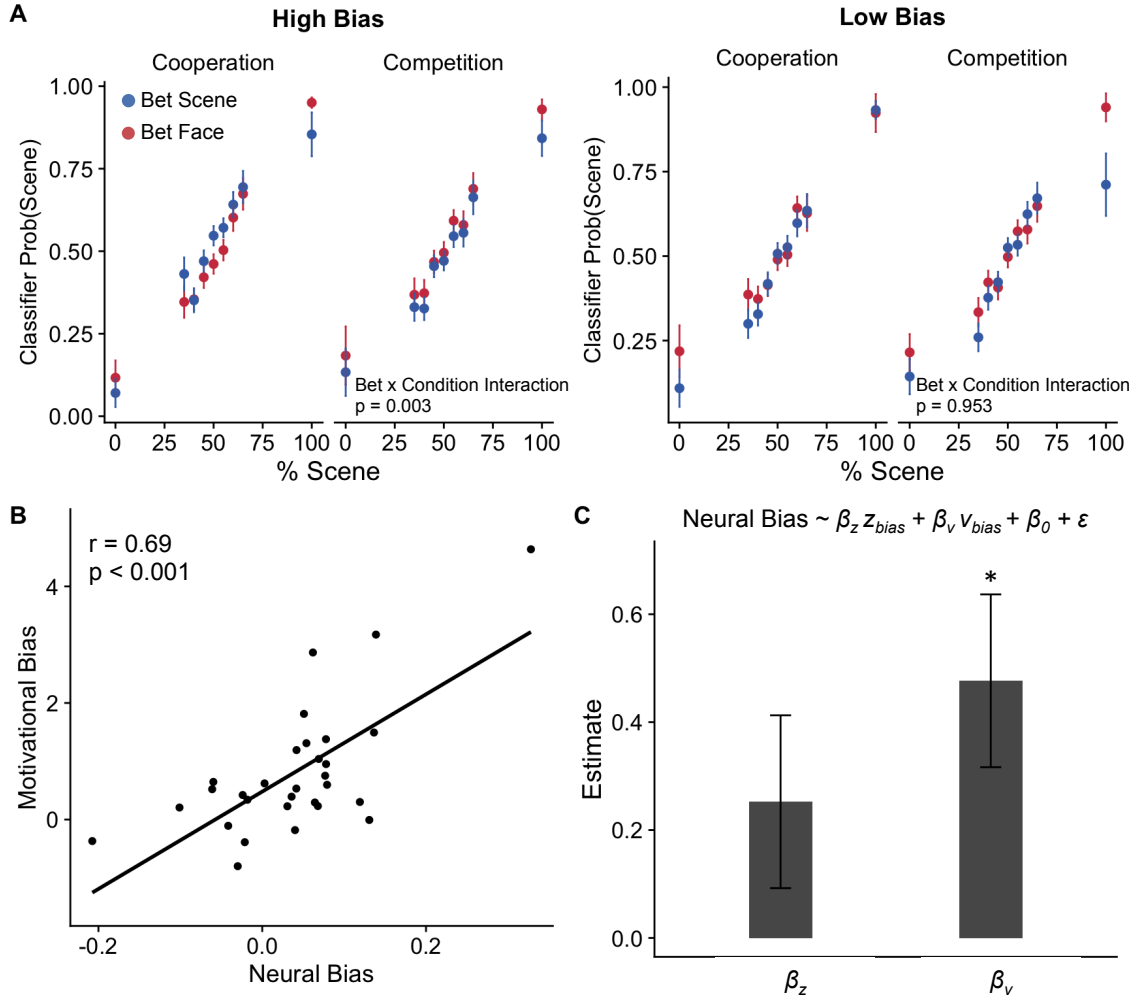 A
High Bias
Low Bias
Cooperation
Competition
Cooperation
Competition
Classifier Prob(Scene)
1.00
0.75
0.50
0.25
0.00
Bet Scene
Bet Face
Bet x Condition Interaction
p = 0.003
0 25 50 75 100 0 25 50 75 100
% Scene
Classifier Prob(Scene)
1.00
0.75
0.50
0.25
Bet x Condition Interaction
p = 0.953
0 25 50 75 100 0 25 50 75 100
% Scene
B
r = 0.69
p < 0.001
Motivational Bias
4
2
0
-0.2 0.0 0.2
Neural Bias
C
Neural Bias ~ β_z z_bias + β_v v_bias + β_0 + ε
*
Estimate
0.6
0.4
0.2
0.0
β_z β_v